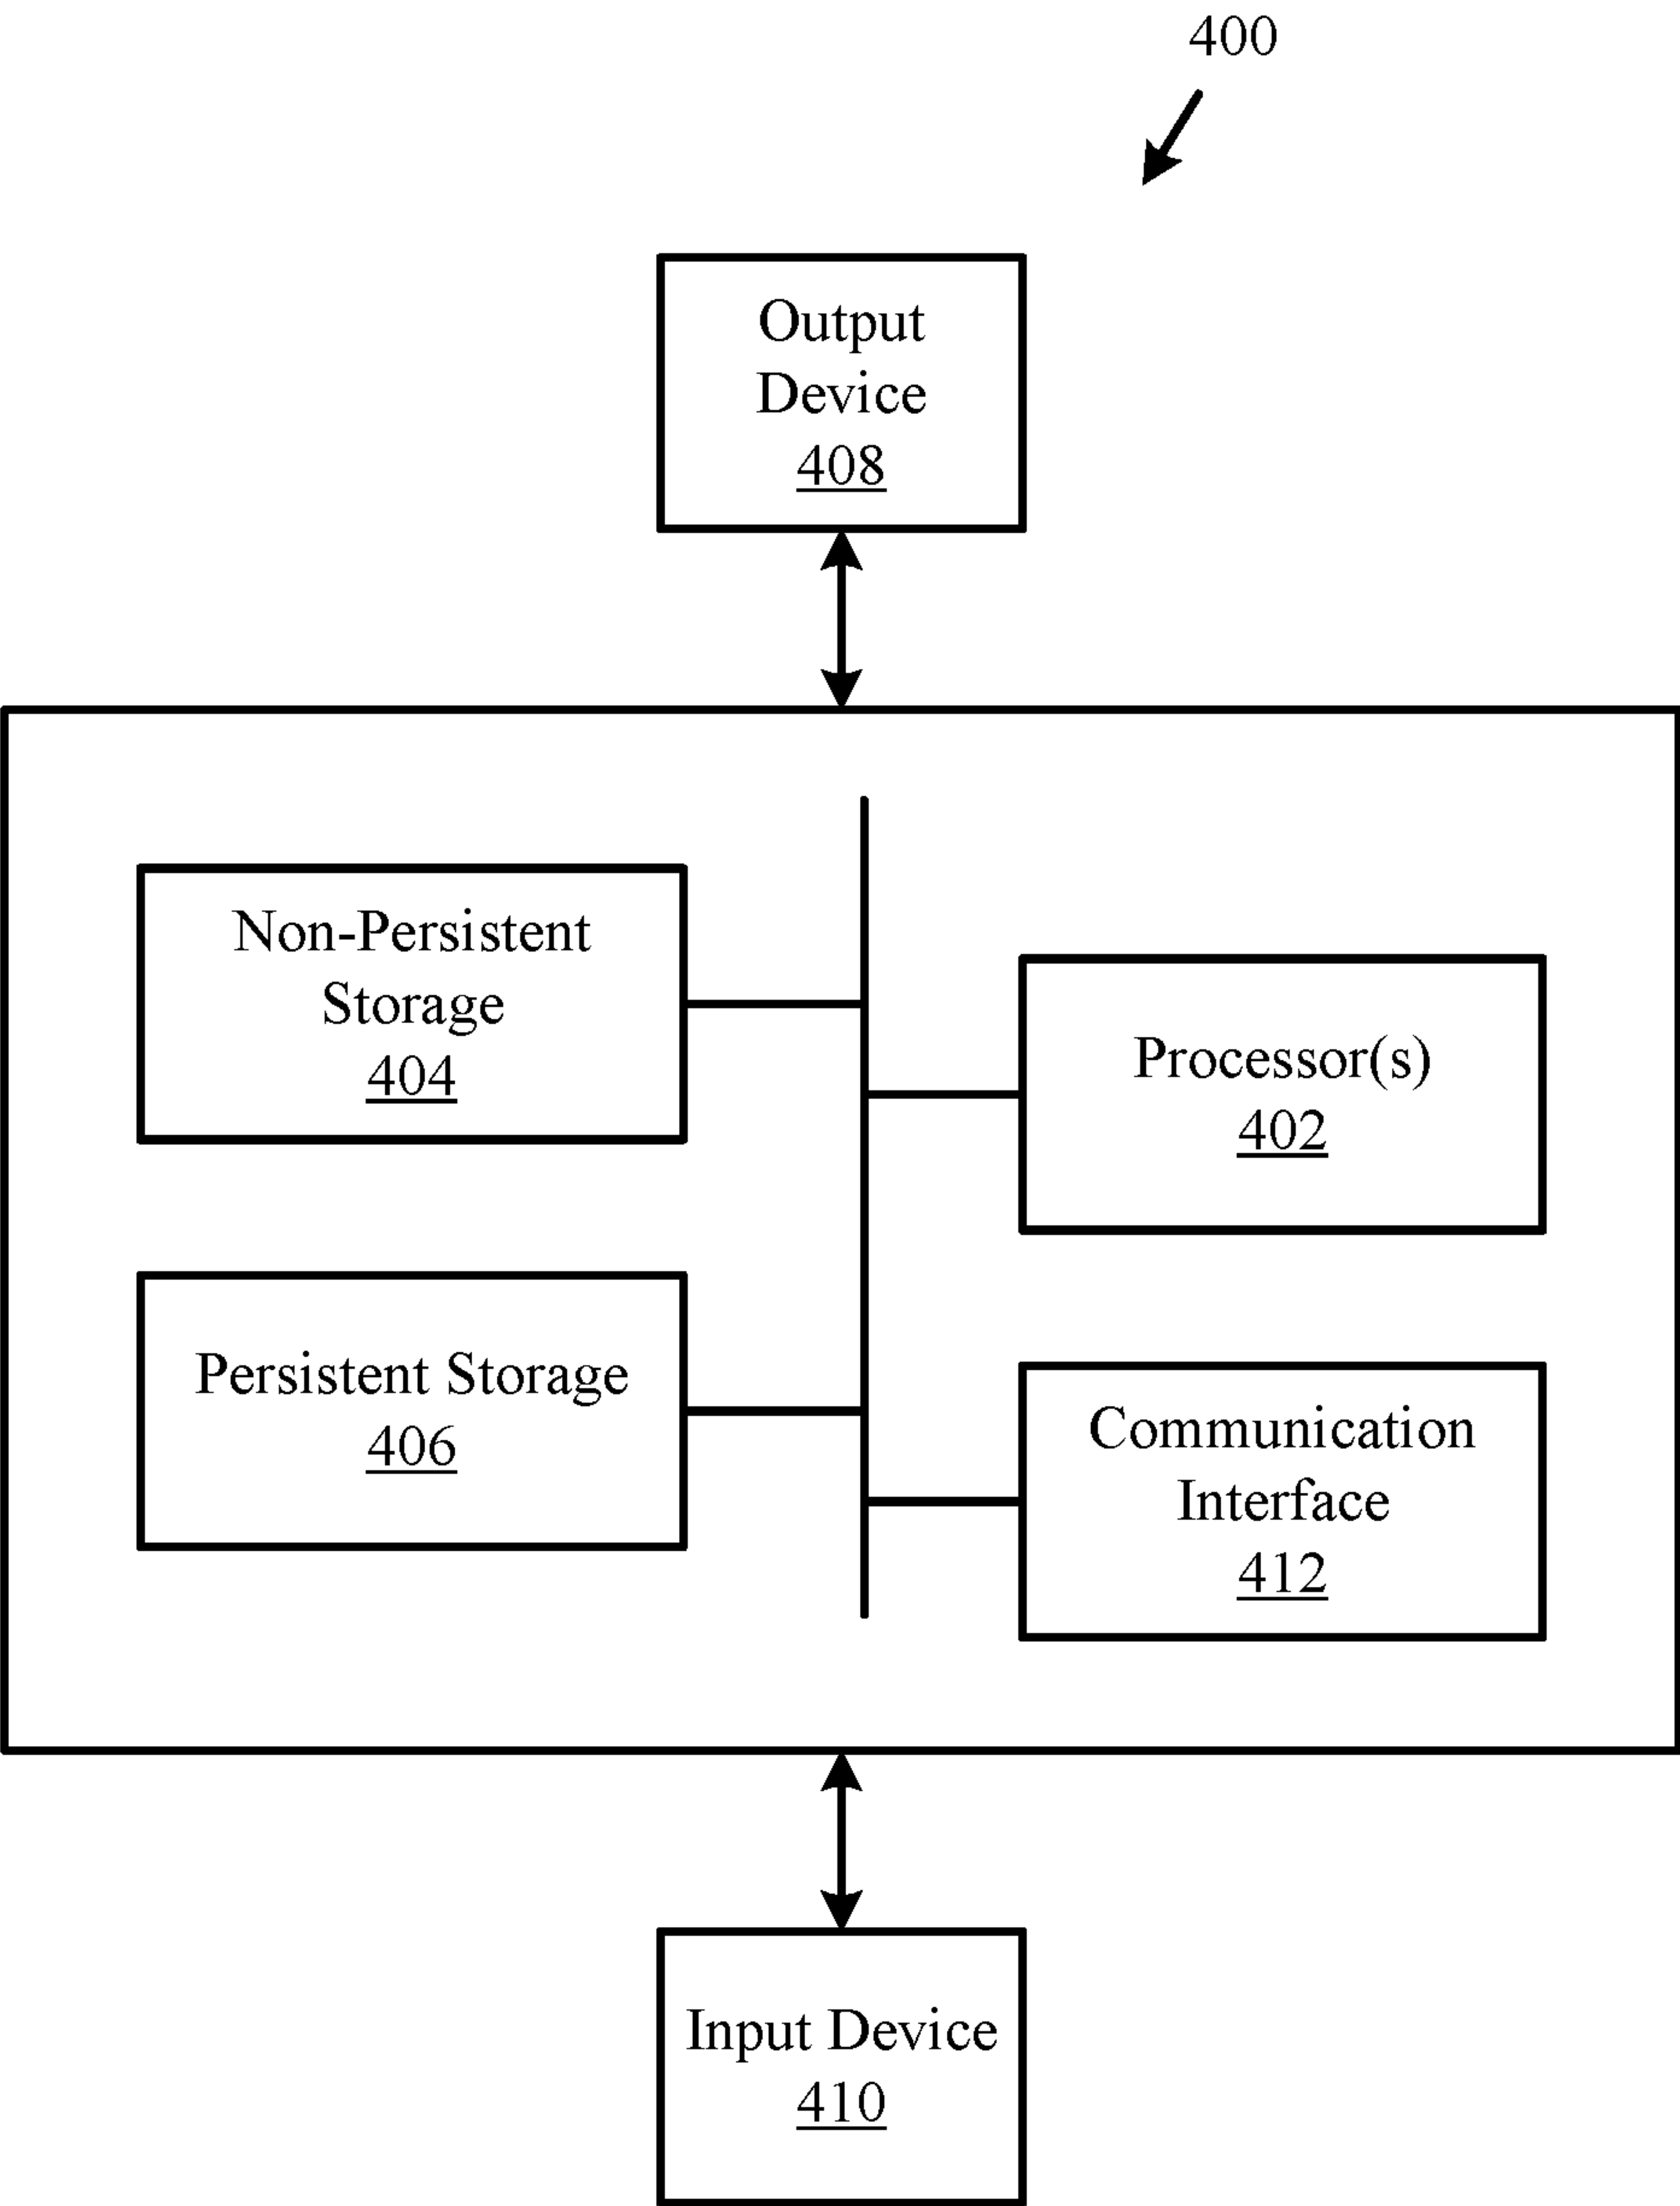 400
Output
Device
408
Non-Persistent
Storage
404
Processor(s)
402
Persistent Storage
406
Communication
Interface
412
Input Device
410